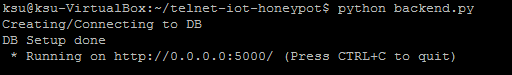 ksu@ksu-VirtualBox:~/telnet-iot-honeypot$ python backend.py
Creating/Connecting to DB
DB Setup done
 * Running on http://0.0.0.0:5000/ (Press CTRL+C to quit)